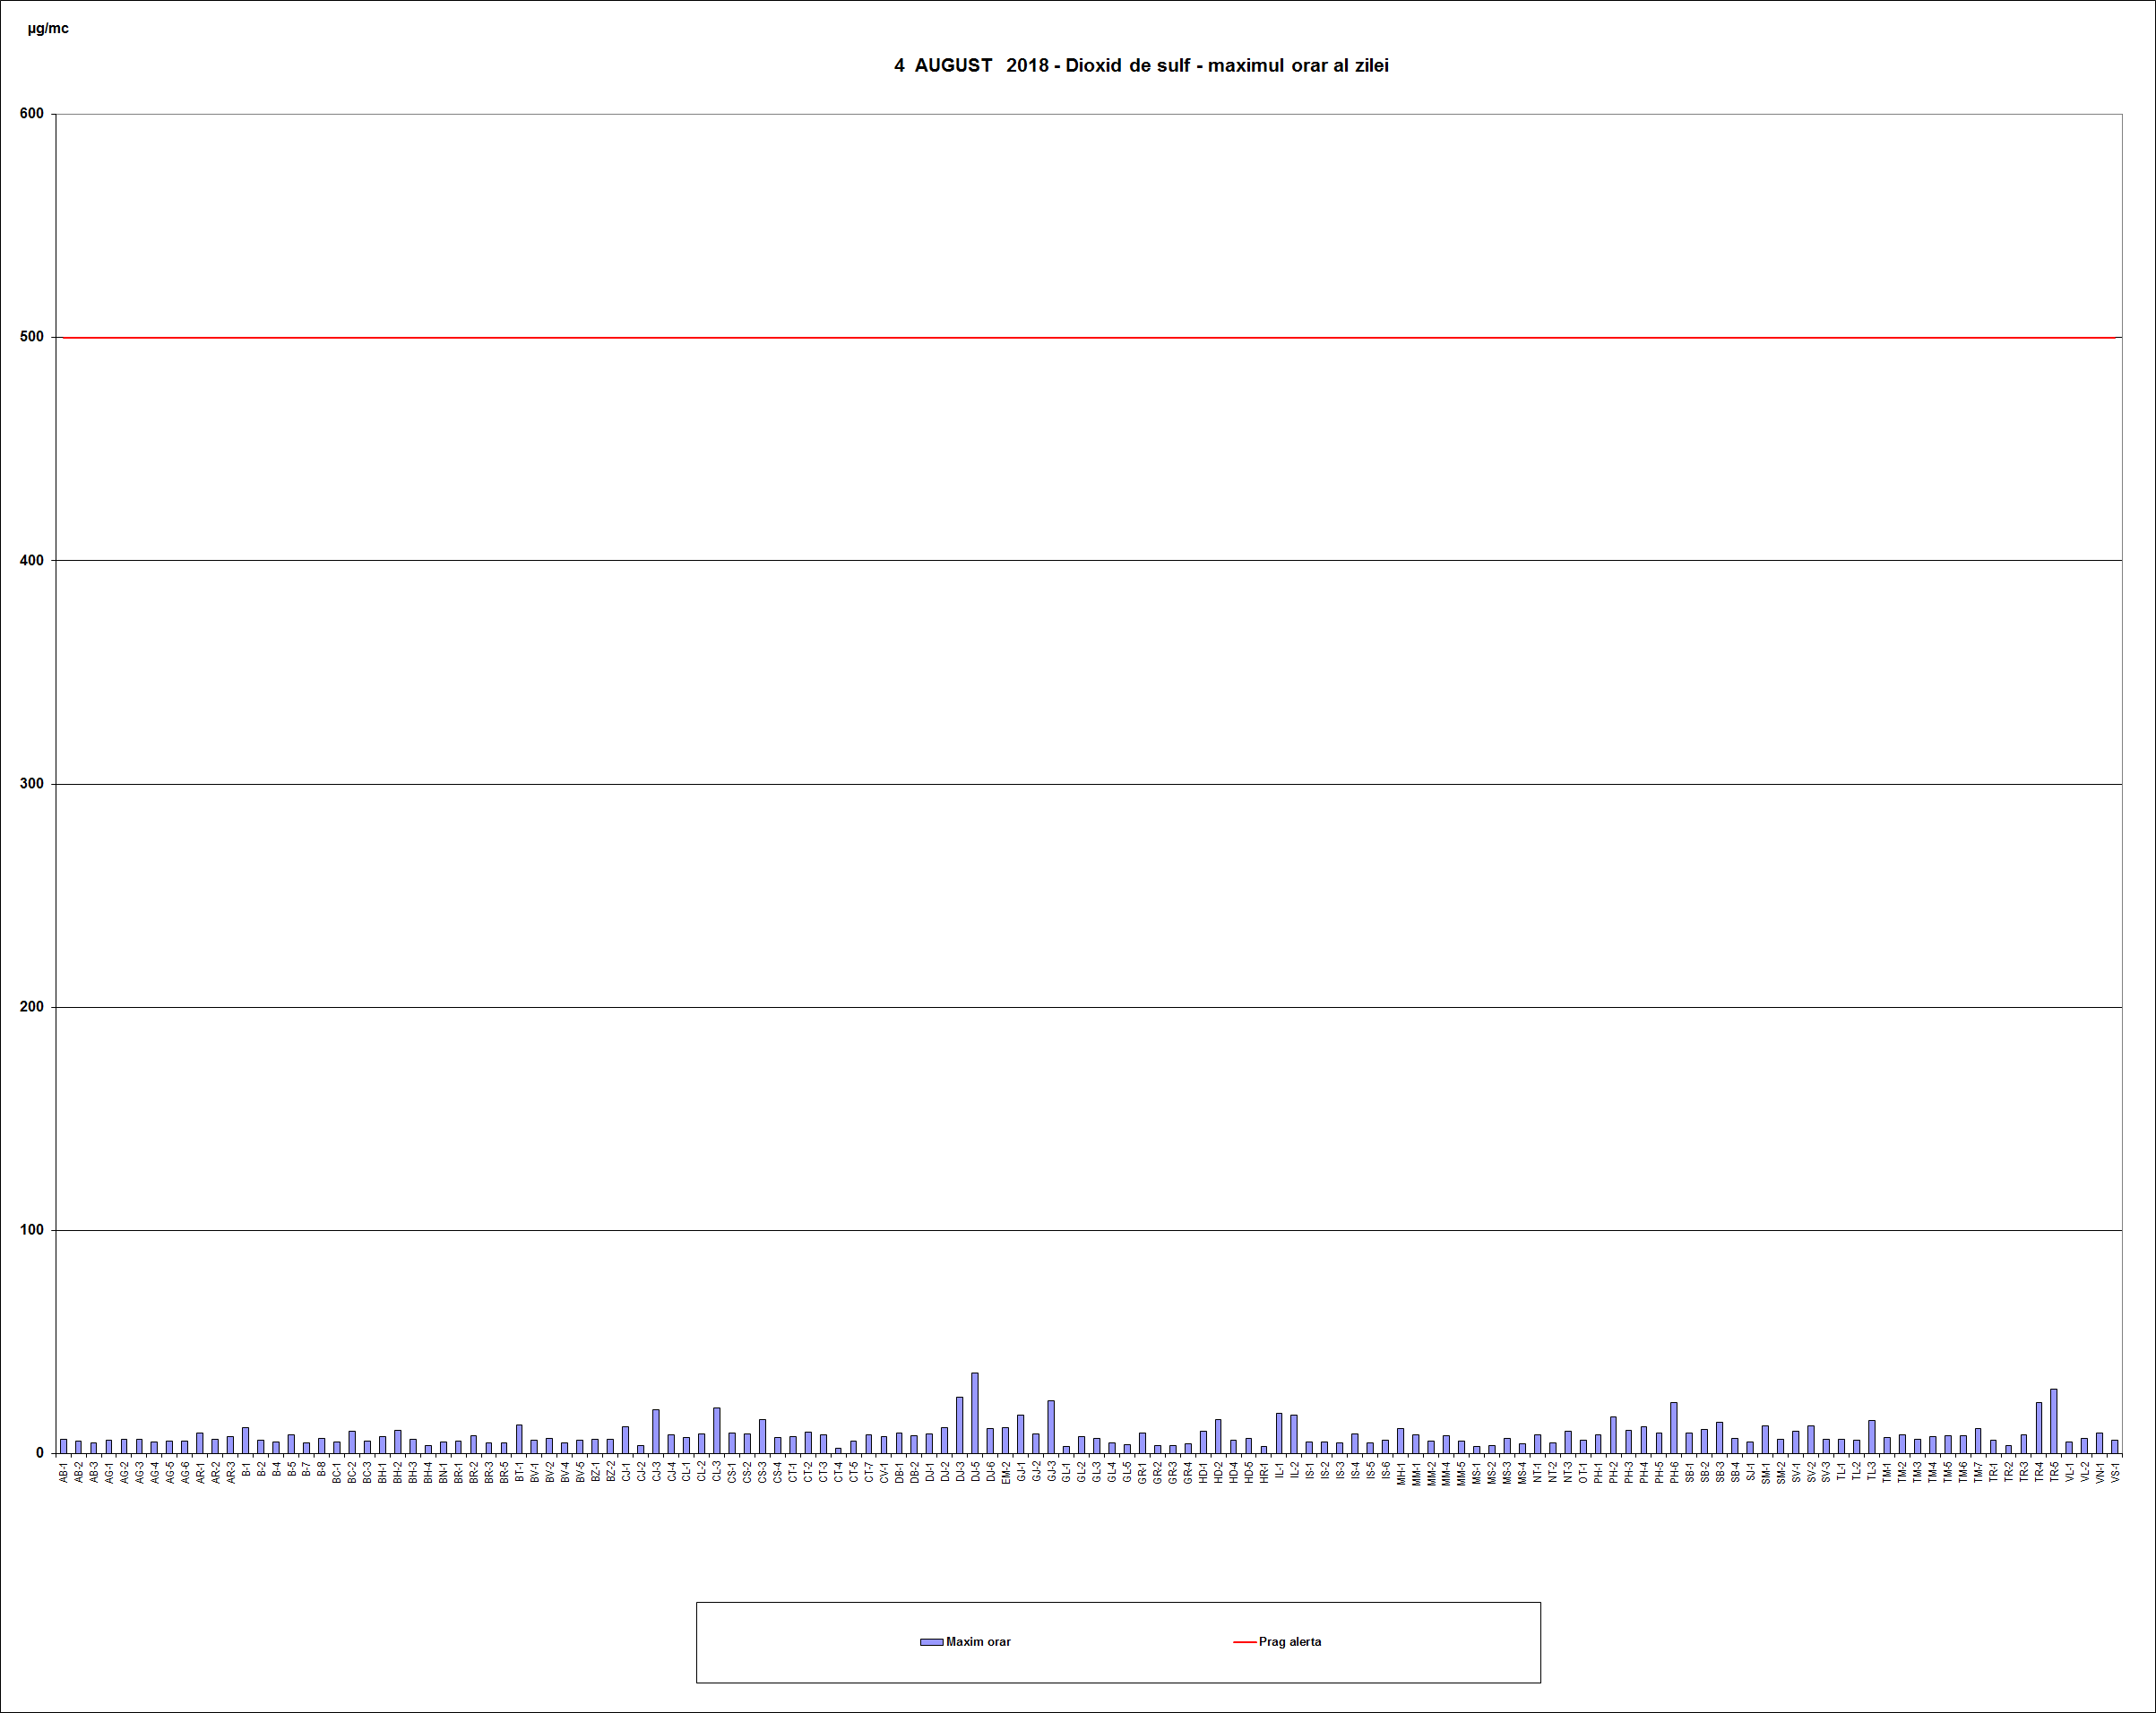 µg/mc
4 AUGUST 2018 - Dioxid de sulf - maximul orar al zilei
600
500
400
300
200
100
0
AB-1 AB-2 AB-3 AG-1 AG-2 AG-3 AG-4 AG-5 AG-6 AR-1 AR-2 AR-3 B-1 B-2 B-4 B-5 B-7 B-8 BC-1 BC-2 BC-3 BH-1 BH-2 BH-3 BH-4 BN-1 BR-1 BR-2 BR-3 BR-5 BT-1 BV-1 BV-2 BV-4 BV-5 BZ-1 BZ-2 CJ-1 CJ-2 CJ-3 CJ-4 CL-1 CL-2 CL-3 CS-1 CS-2 CS-3 CS-4 CT-1 CT-2 CT-3 CT-4 CT-5 CT-7 CV-1 DB-1 DB-2 DJ-1 DJ-2 DJ-3 DJ-5 DJ-6 EM-2 GJ-1 GJ-2 GJ-3 GL-1 GL-2 GL-3 GL-4 GL-5 GR-1 GR-2 GR-3 GR-4 HD-1 HD-2 HD-4 HD-5 HR-1 IL-1 IL-2 IS-1 IS-2 IS-3 IS-4 IS-5 IS-6 MH-1 MM-1 MM-2 MM-4 MM-5 MS-1 MS-2 MS-3 MS-4 NT-1 NT-2 NT-3 OT-1 PH-1 PH-2 PH-3 PH-4 PH-5 PH-6 SB-1 SB-2 SB-3 SB-4 SJ-1 SM-1 SM-2 SV-1 SV-2 SV-3 TL-1 TL-2 TL-3 TM-1 TM-2 TM-3 TM-4 TM-5 TM-6 TM-7 TR-1 TR-2 TR-3 TR-4 TR-5 VL-1 VL-2 VN-1 VS-1
Maxim orar Prag alerta